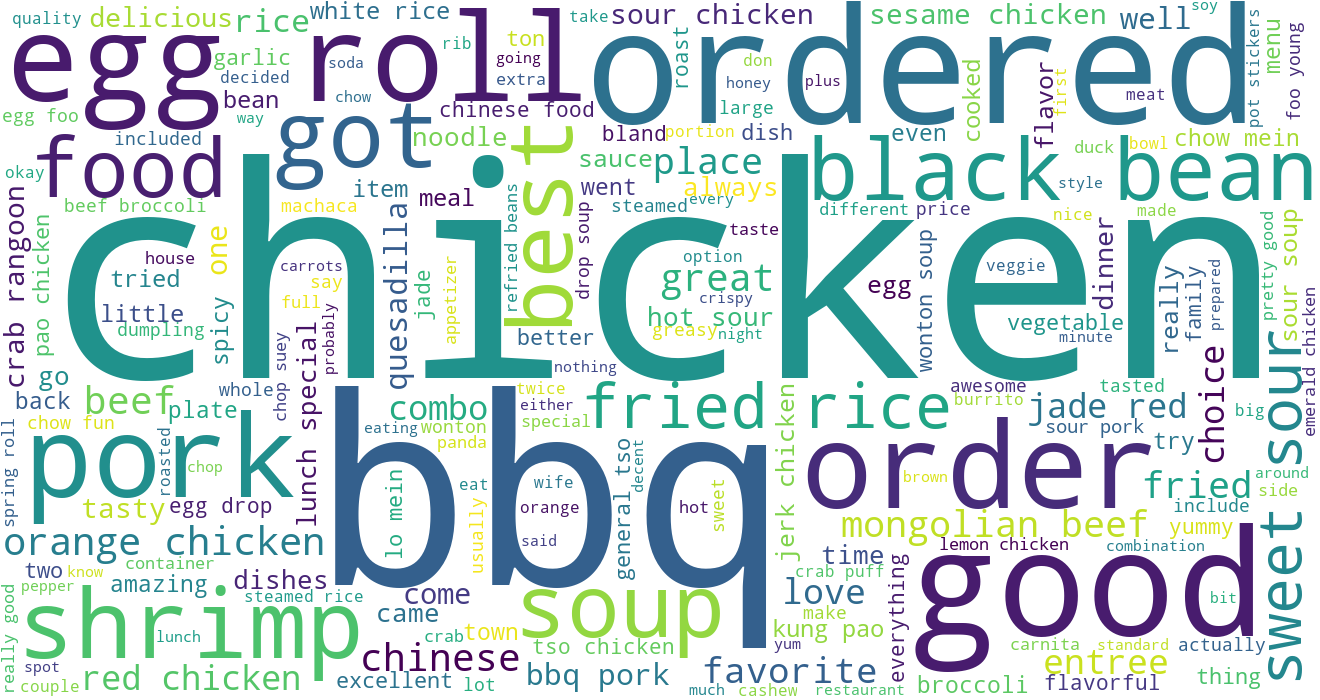 quality
delicious
rice
white rice
take
sour chicken
sesame chicken
well
soy
egg roll
ordered
rib
ton
going
extra
garlic
decided
bean
soda
chow
way
chinese food
honey
large
don
plus
roast
cooked
flavor
first
meat
menu
pot stickers
foo young
egg foo
included
food
got
noodle
best
bland
portion
dish
even
duck
bowl
chow mein
okay
sauce
place
black bean
item
meal
went
always
style
beef broccoli
machaca
steamed
every
different
price
nice
made
chicken
crab rangoon
pao chicken
house
tried
little
dumpling
one
spicy
carrots
say
full
probably
quesadilla
jade
appetizer
refried beans
drop soup
taste
option
great
crispy
hot sour
greasy
night
egg
wonton soup
veggie
dinner
vegetable
minute
really
family
prepared
pretty good
sour soup
better
nothing
go
back
beef
plate
whole
chop suey
lunch special
combo
twice
either
special
fried rice
awesome
burrito
tasted
jade red
sour pork
choice
big
sweet sour
emerald chicken
chow fun
pork
roasted
chop
eating
wonton
panda
bbq
order
brown
try
spring roll
tasty
egg drop
lo mein
eat
usually
wife
orange
said
general tso
decent
hot
sweet
jerk chicken
fried
around
side
include
mongolian beef
yummy
orange chicken
two
know
container
amazing
dishes
time
lemon chicken
combination
good
pepper
steamed rice
come
came
crab puff
love
make
everything
really good
shrimp
lunch
crab
town
soup
tso chicken
kung pao
yum
bit
carnita
standard
actually
spot
couple
red chicken
chinese
excellent
lot
bbq pork
favorite
much
cashew
restaurant
broccoli
entree
flavorful
thing